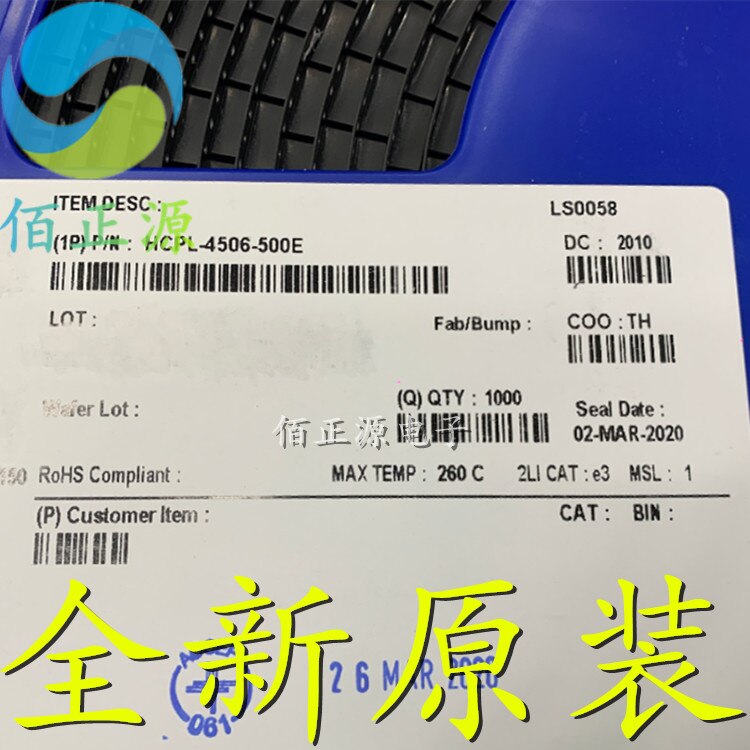 ITEM DESC :
LS0058
佰正源
(1P) P/N : HCPL-4506-500E
DC : 2010
LOT :
Fab/Bump :
COO : TH
Wafer Lot :
(Q) QTY : 1000
Seal Date :
佰正源电子
02-MAR-2020
RoHS Compliant :
MAX TEMP : 260 C
2LI CAT : e3
MSL : 1
(P) Customer Item :
CAT :
BIN :
全新原装
26 MAR 2020
061